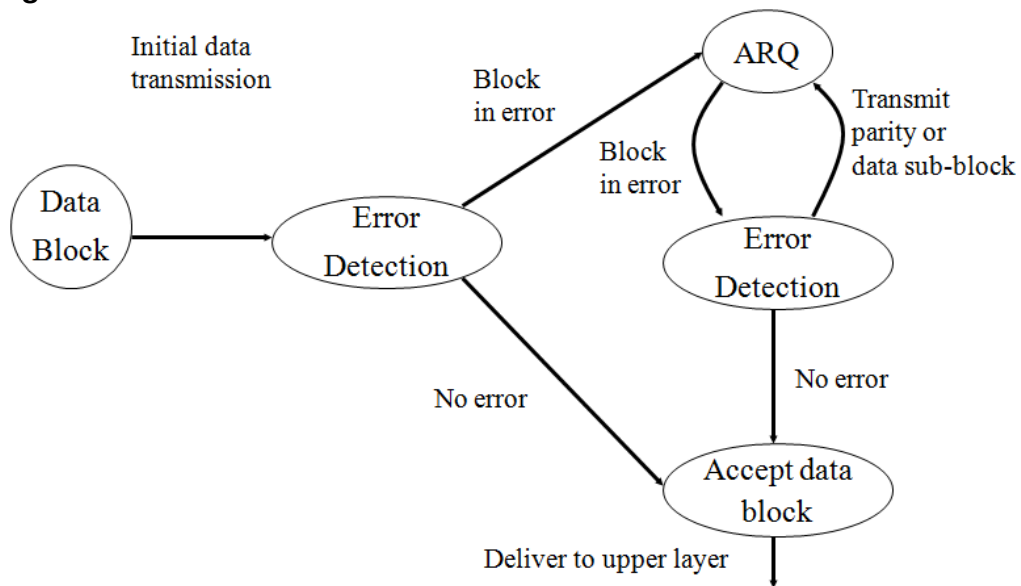 Initial data
transmission
ARQ
Block
in error
Transmit
parity or
data sub-block
Block
in error
Data
Block
Error
Detection
Error
Detection
No error
No error
Accept data
block
Deliver to upper layer